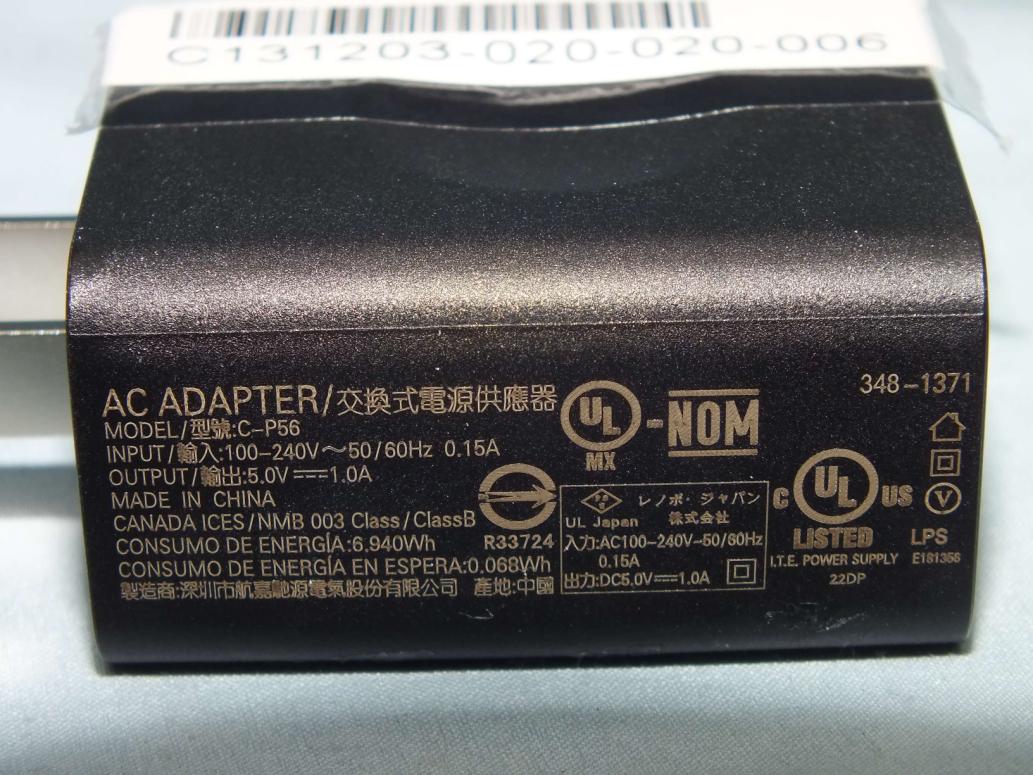 C131203-020-020-006
348-1371
AC ADAPTER/交換式電源供應器
MODEL/型號:C-P56
INPUT/輸入:100-240V～50/60Hz 0.15A
OUTPUT/輸出:5.0V⎓1.0A
MADE IN CHINA
CANADA ICES/NMB 003 Class/ClasseB
CONSUMO DE ENERGÍA:6.940Wh
CONSUMO DE ENERGÍA EN ESPERA:0.068Wh
製造商:深圳市航嘉馳源電氣股份有限公司 產地:中國
R33724
UL
MX
-NOM
PS
E
UL Japan
レノボ・ジャパン
株式会社
入力:AC100-240V-50/60Hz
0.15A
出力:DC5.0V⎓1.0A
C UL US
LISTED
I.T.E. POWER SUPPLY
22DP
V
LPS
E181356